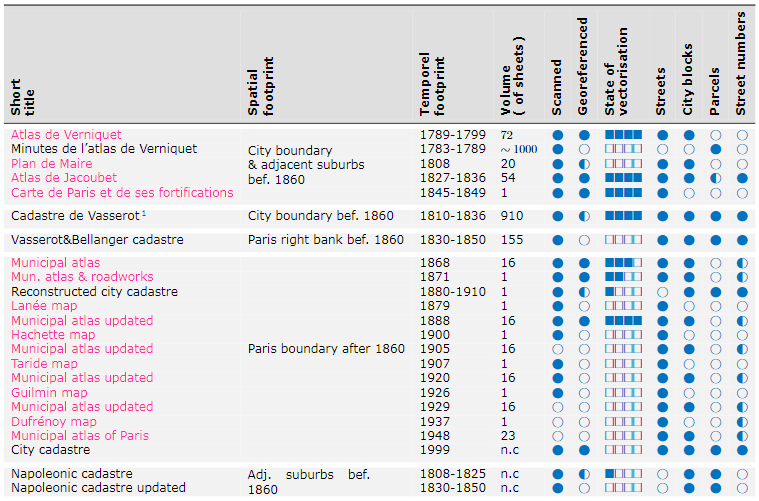 Short title Spatial footprint Temporel footprint Volume ( of sheets ) Scanned Georeferenced State of vectorisation Streets City blocks Parcels Street numbers
Atlas de Verniquet 1789-1799 72
Minutes de l'atlas de Verniquet City boundary 1783-1789 ∼ 1000
Plan de Maire & adjacent suburbs 1808 20
Atlas de Jacoubet bef. 1860 1827-1836 54
Carte de Paris et de ses fortifications 1845-1849 1
Cadastre de Vasserot¹ City boundary bef. 1860 1810-1836 910
Vasserot&Bellanger cadastre Paris right bank bef. 1860 1830-1850 155
Municipal atlas 1868 16
Mun. atlas & roadworks 1871 1
Reconstructed city cadastre 1880-1910 1
Lanée map 1879 1
Municipal atlas updated 1888 16
Hachette map 1900 1
Municipal atlas updated Paris boundary after 1860 1905 16
Taride map 1907 1
Municipal atlas updated 1920 16
Guilmin map 1926 1
Municipal atlas updated 1929 16
Dufrénoy map 1937 1
Municipal atlas of Paris 1948 23
City cadastre 1999 n.c
Napoleonic cadastre Adj. suburbs bef. 1808-1825 n.c
Napoleonic cadastre updated 1860 1830-1850 n.c